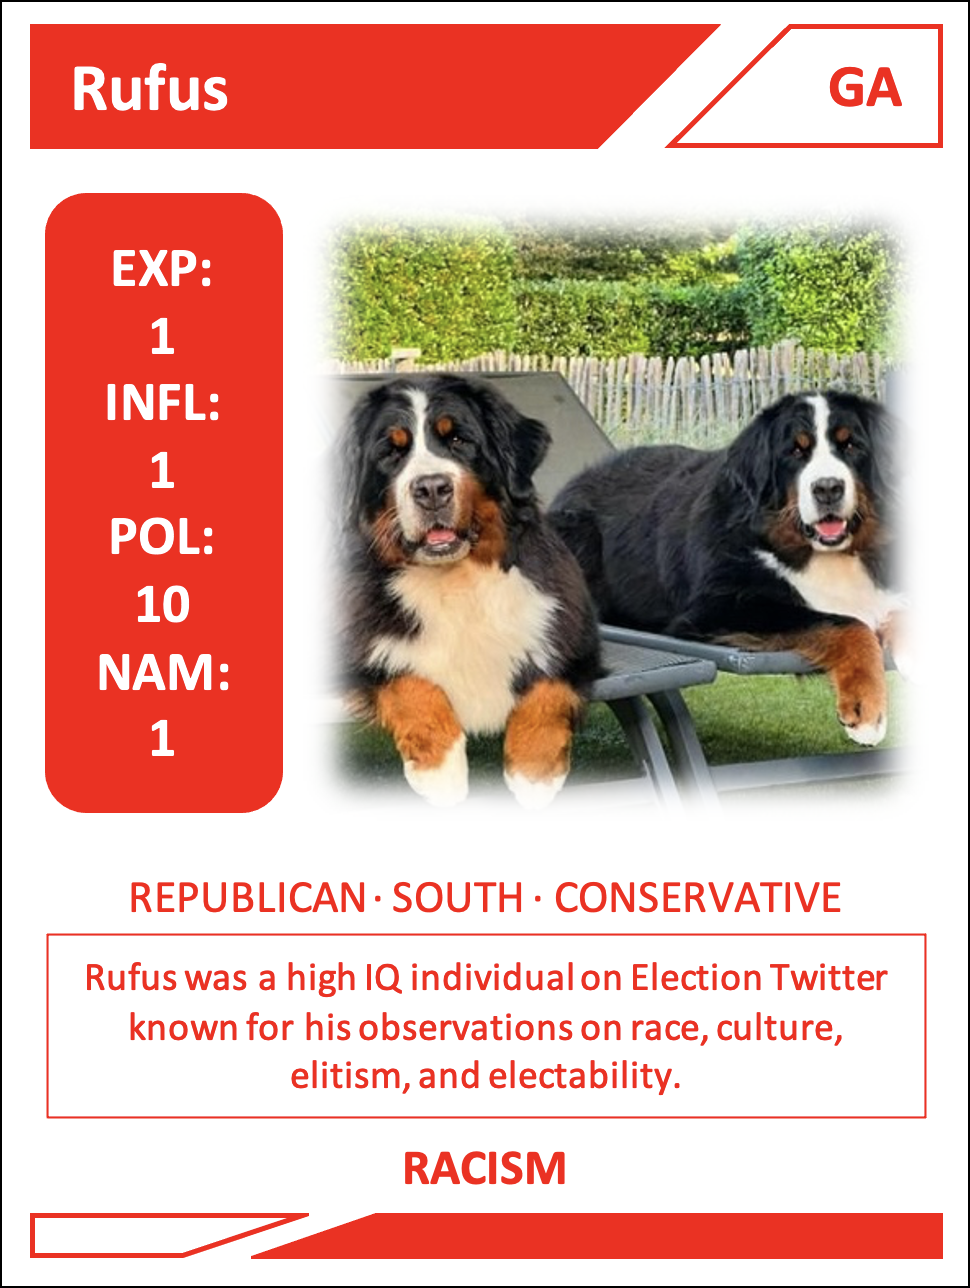 Rufus
GA
EXP:
1
INFL:
1
POL:
10
NAM:
1
REPUBLICAN · SOUTH · CONSERVATIVE
Rufus was a high IQ individual on Election Twitter
known for his observations on race, culture,
elitism, and electability.
RACISM